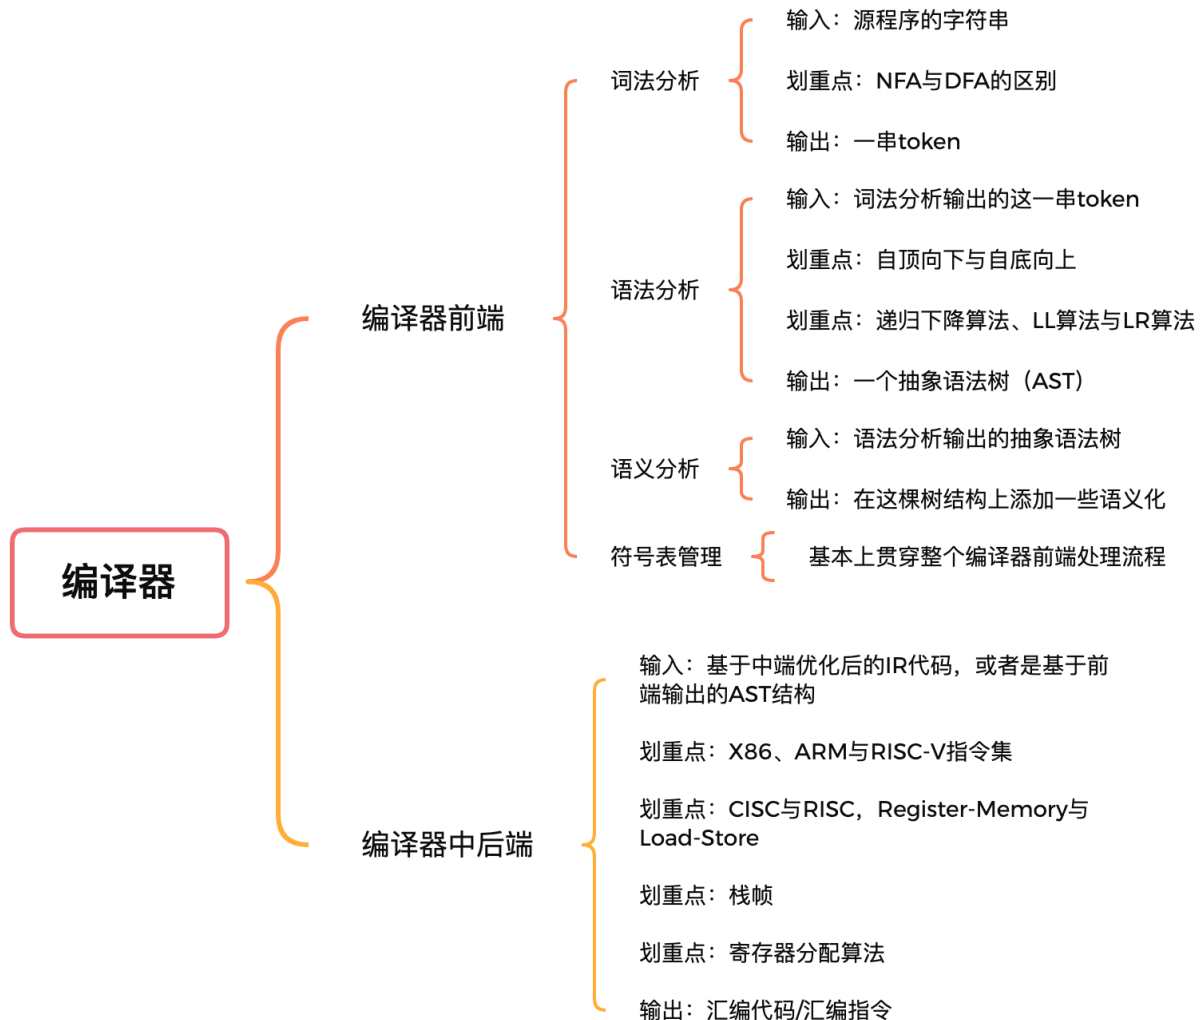 编译器
编译器前端
词法分析
输入：源程序的字符串
划重点：NFA与DFA的区别
输出：一串token
语法分析
输入：词法分析输出的这一串token
划重点：自顶向下与自底向上
划重点：递归下降算法、LL算法与LR算法
输出：一个抽象语法树（AST）
语义分析
输入：语法分析输出的抽象语法树
输出：在这棵树结构上添加一些语义化
符号表管理
基本上贯穿整个编译器前端处理流程
编译器中后端
输入：基于中端优化后的IR代码，或者是基于前
端输出的AST结构
划重点：X86、ARM与RISC-V指令集
划重点：CISC与RISC，Register-Memory与
Load-Store
划重点：栈帧
划重点：寄存器分配算法
输出：汇编代码/汇编指令